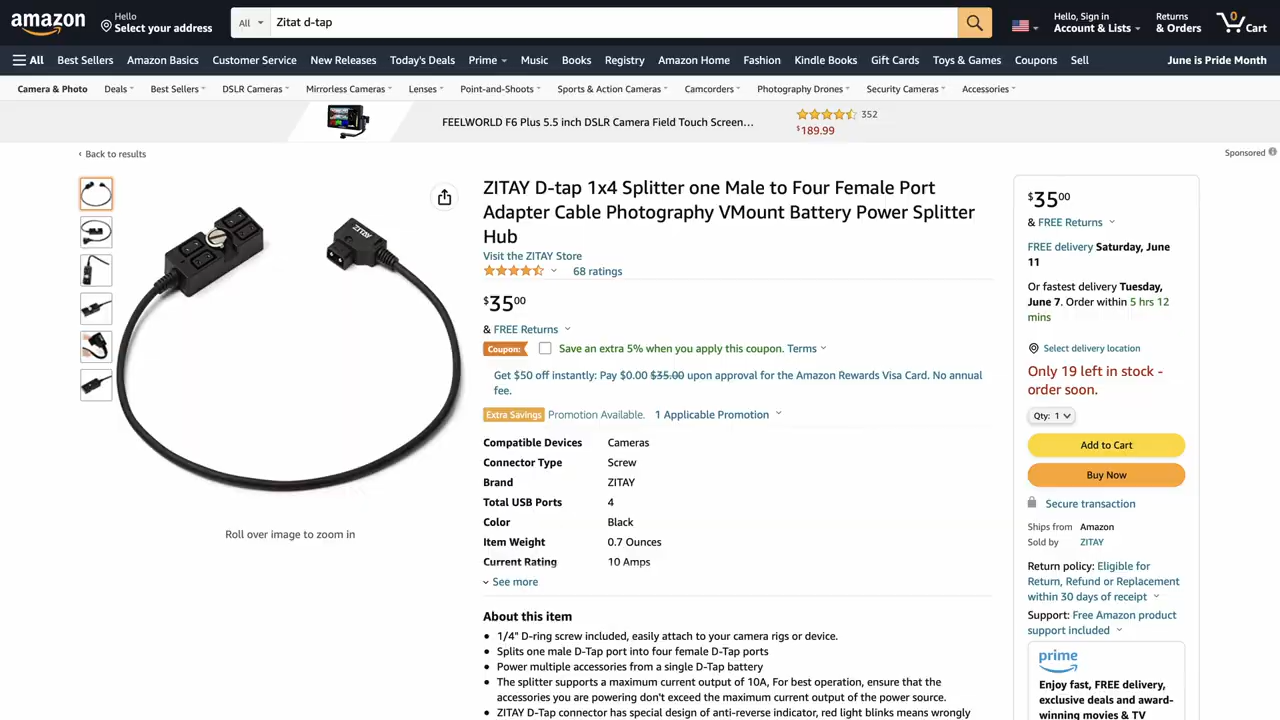 amazon
Hello
Select your address
All
Zitat d-tap
Hello, Sign in
Account & Lists
Returns
& Orders
0
Cart
All
Best Sellers
Amazon Basics
Customer Service
New Releases
Today's Deals
Prime
Music
Books
Registry
Amazon Home
Fashion
Kindle Books
Gift Cards
Toys & Games
Coupons
Sell
June is Pride Month
Camera & Photo
Deals
Best Sellers
DSLR Cameras
Mirrorless Cameras
Lenses
Point-and-Shoots
Sports & Action Cameras
Camcorders
Photography Drones
Security Cameras
Accessories
FEELWORLD F6 Plus 5.5 inch DSLR Camera Field Touch Screen…
352
$189.99
‹ Back to results
Sponsored
ZITAY
Roll over image to zoom in
ZITAY D-tap 1x4 Splitter one Male to Four Female Port
Adapter Cable Photography VMount Battery Power Splitter
Hub
Visit the ZITAY Store
68 ratings
$35 00
& FREE Returns
Coupon:
Save an extra 5% when you apply this coupon. Terms
Get $50 off instantly: Pay $0.00 $35.00 upon approval for the Amazon Rewards Visa Card. No annual
fee.
Extra Savings Promotion Available. 1 Applicable Promotion
Compatible Devices Cameras
Connector Type Screw
Brand ZITAY
Total USB Ports 4
Color Black
Item Weight 0.7 Ounces
Current Rating 10 Amps
See more
About this item
• 1/4" D-ring screw included, easily attach to your camera rigs or device.
• Splits one male D-Tap port into four female D-Tap ports
• Power multiple accessories from a single D-Tap battery
• The splitter supports a maximum current output of 10A, For best operation, ensure that the
accessories you are powering don't exceed the maximum current output of the power source.
• ZITAY D-Tap connector has special design of anti-reverse indicator, red light blinks means wrongly
$35 00
& FREE Returns
FREE delivery Saturday, June
11
Or fastest delivery Tuesday,
June 7. Order within 5 hrs 12
mins
Select delivery location
Only 19 left in stock -
order soon.
Qty: 1
Add to Cart
Buy Now
Secure transaction
Ships from Amazon
Sold by ZITAY
Return policy: Eligible for
Return, Refund or Replacement
within 30 days of receipt
Support: Free Amazon product
support included
prime
Enjoy fast, FREE delivery,
exclusive deals and award-
winning movies & TV